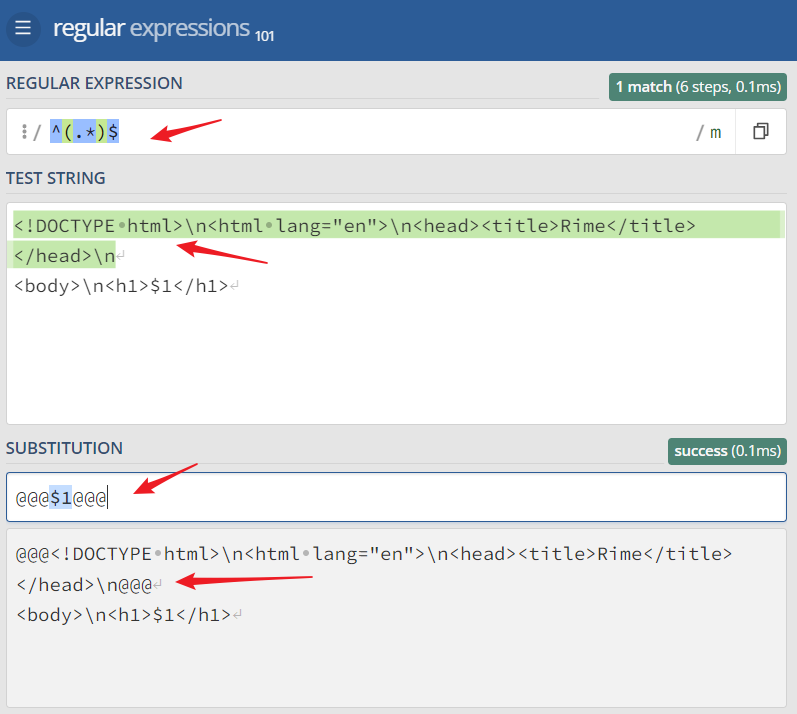 regular expressions 101
REGULAR EXPRESSION
1 match (6 steps, 0.1ms)
/ ^(.*)$ / m
TEST STRING
<!DOCTYPE·html>\n<html·lang="en">\n<head><title>Rime</title>
</head>\n↵
<body>\n<h1>$1</h1>↵
SUBSTITUTION
success (0.1ms)
@@@$1@@@
@@@<!DOCTYPE·html>\n<html·lang="en">\n<head><title>Rime</title>
</head>\n@@@↵
<body>\n<h1>$1</h1>↵